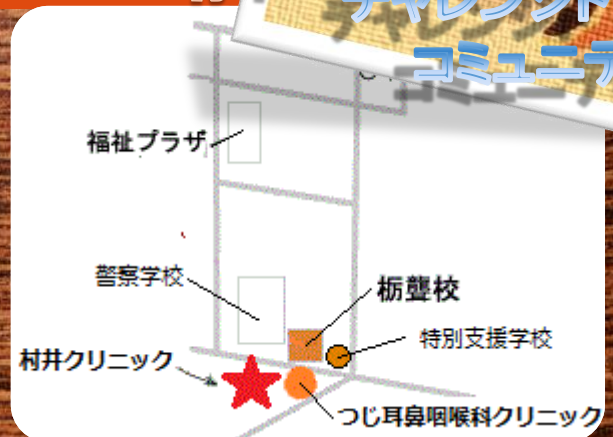 チャレンジド
コミュニテ
福祉プラザ
警察学校
栃聾校
特別支援学校
村井クリニック
つじ耳鼻咽喉科クリニック